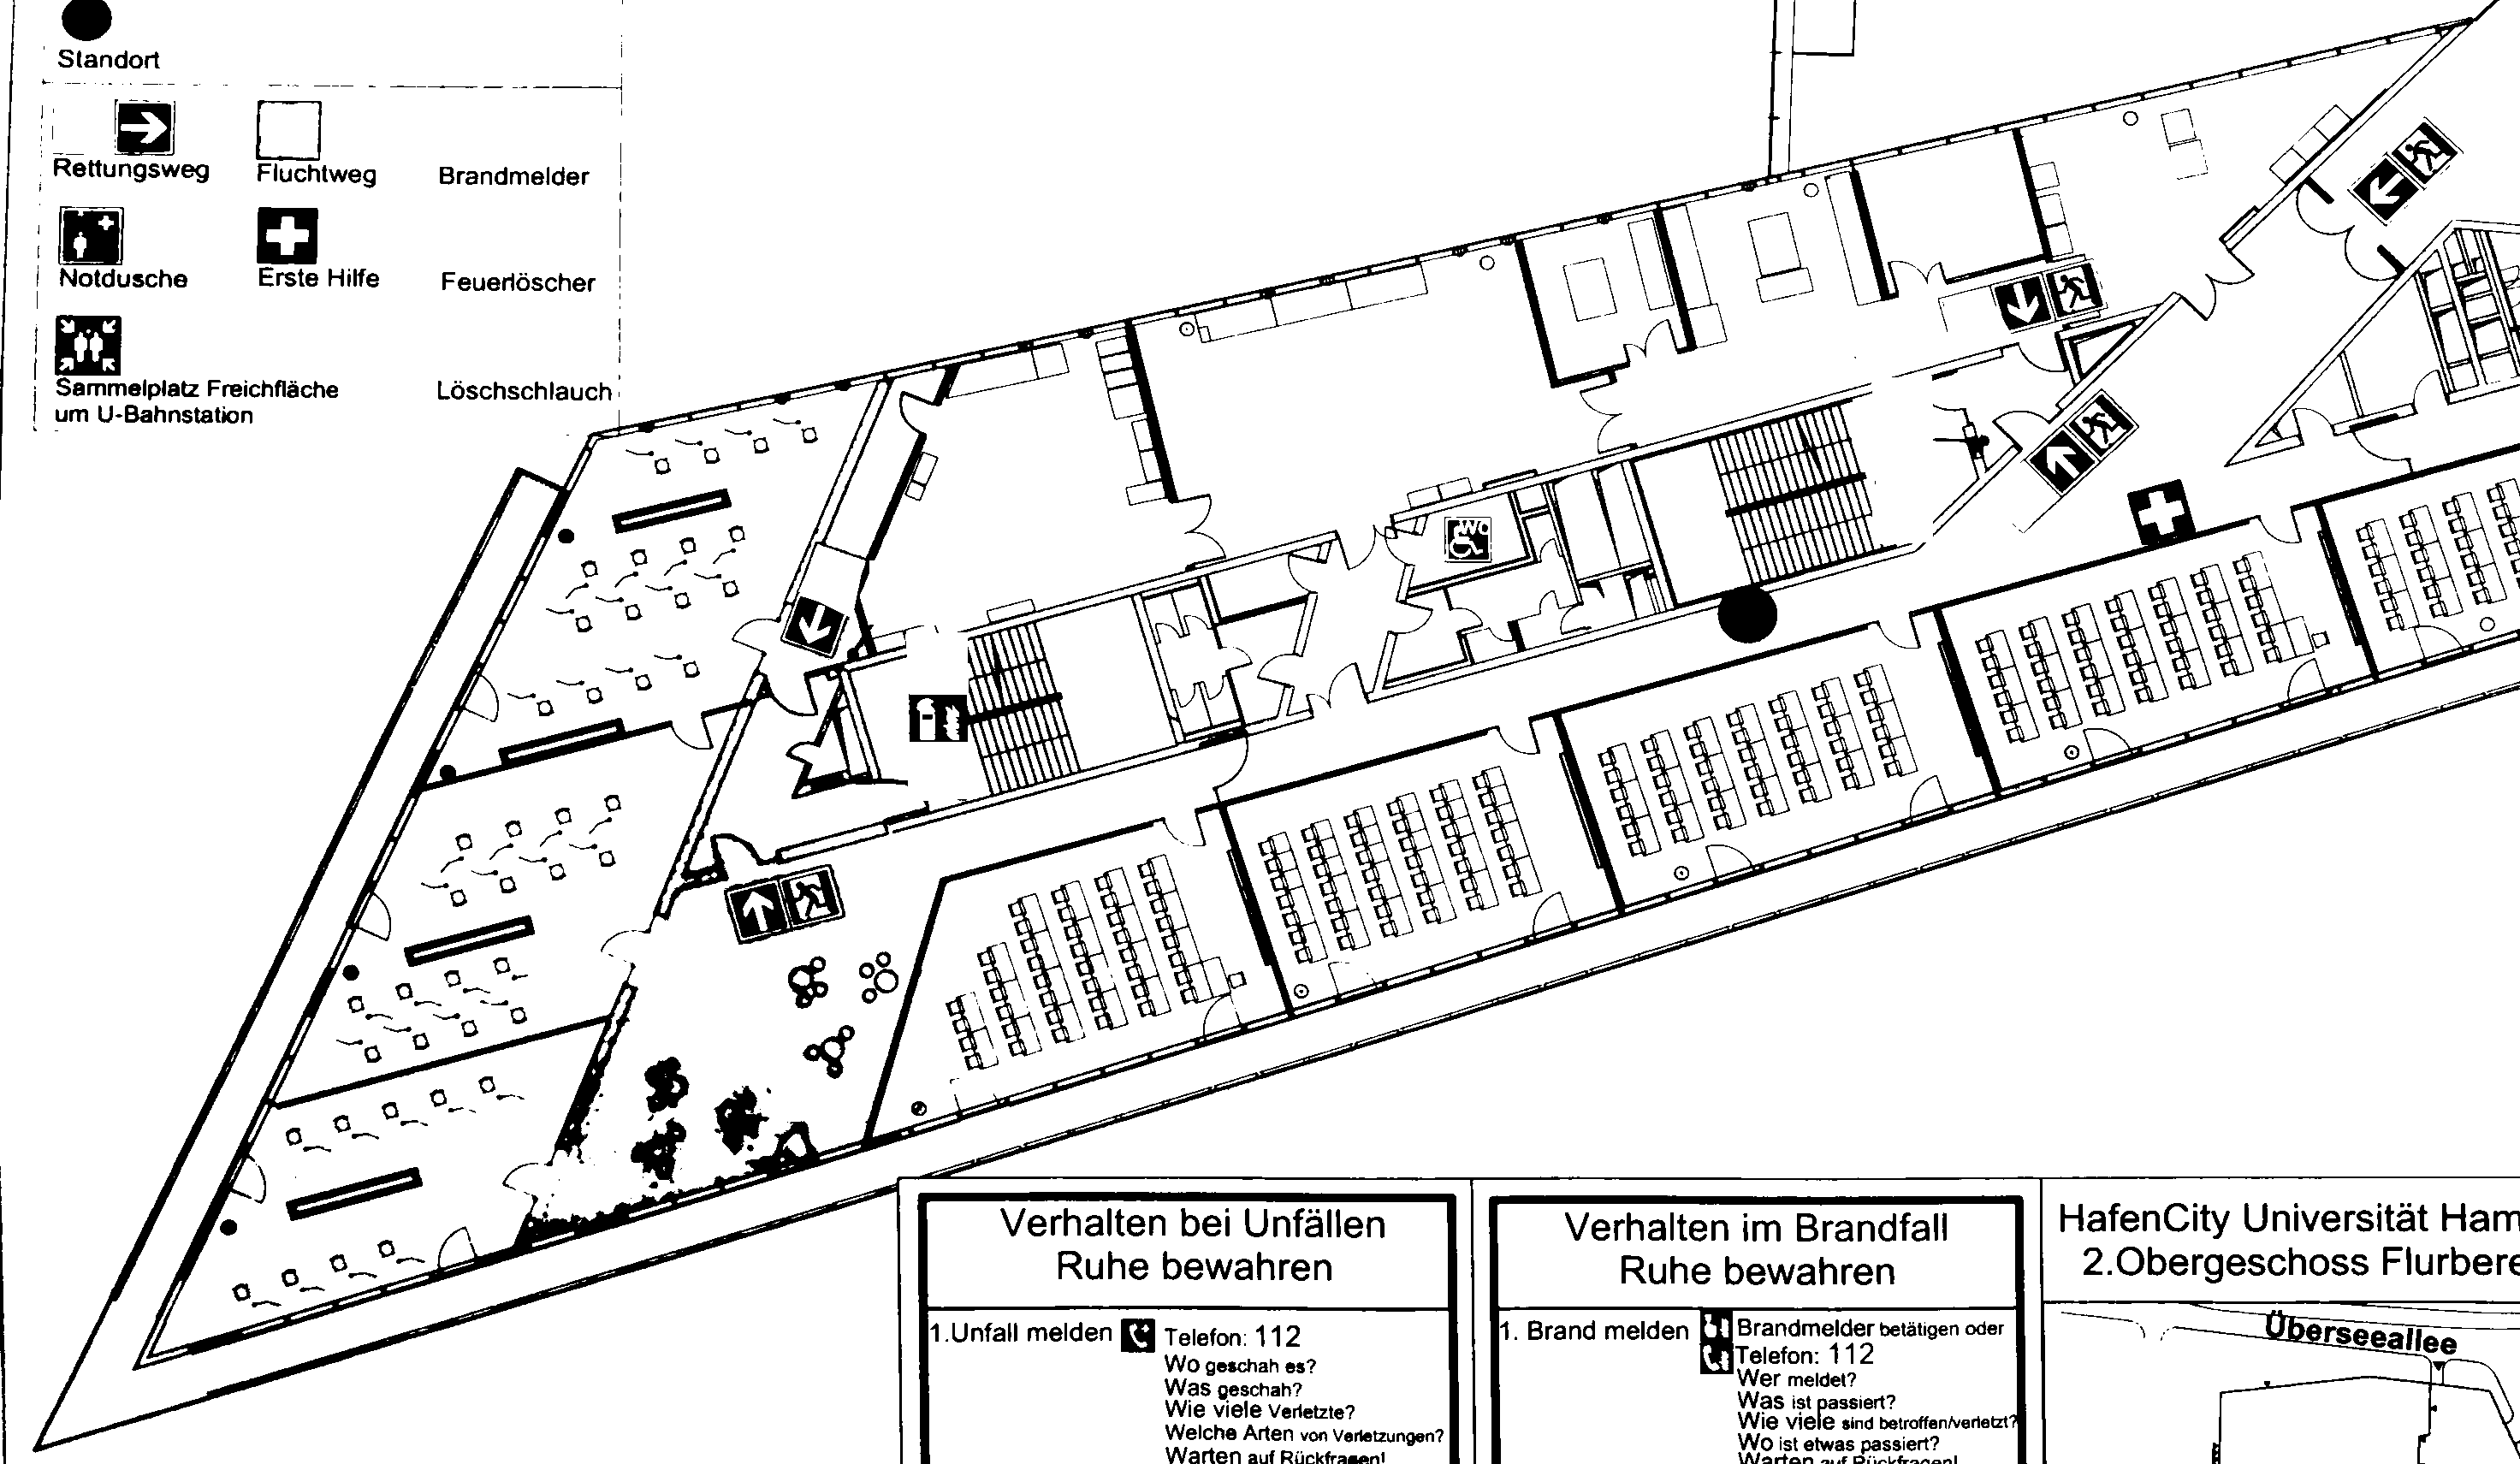 Standort
Rettungsweg
Fluchtweg
Brandmelder
Notdusche
Erste Hilfe
Feuerlöscher
Sammelplatz Freichfläche
um U-Bahnstation
Löschschlauch
WC
Verhalten bei Unfällen
Ruhe bewahren
1.Unfall melden
Telefon: 112
Wo geschah es?
Was geschah?
Wie viele Verletzte?
Welche Arten von Verletzungen?
Warten auf Rückfragen!
Verhalten im Brandfall
Ruhe bewahren
1. Brand melden
Brandmelder betätigen oder
Telefon: 112
Wer meldet?
Was ist passiert?
Wie viele sind betroffen/verletzt?
Wo ist etwas passiert?
Warten auf Rückfragen!
HafenCity Universität Ham
2.Obergeschoss Flurbere
Überseeallee